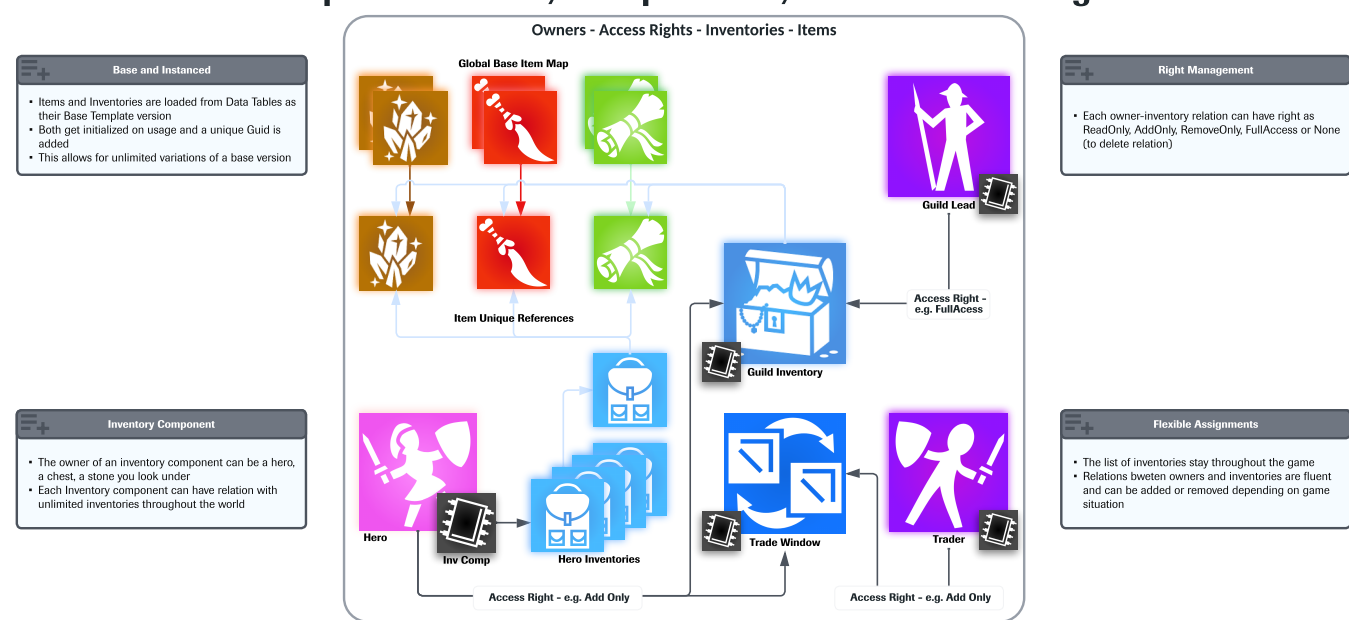 Owners - Access Rights - Inventories - Items
Base and Instanced
▪ Items and Inventories are loaded from Data Tables as
their Base Template version
▪ Both get initialized on usage and a unique Guid is
added
▪ This allows for unlimited variations of a base version
Global Base Item Map
Right Management
▪ Each owner-inventory relation can have right as
ReadOnly, AddOnly, RemoveOnly, FullAccess or None
(to delete relation)
Guild Lead
Access Right -
e.g. FullAcess
Item Unique References
Guild Inventory
Inventory Component
▪ The owner of an inventory component can be a hero,
a chest, a stone you look under
▪ Each Inventory component can have relation with
unlimited inventories throughout the world
Flexible Assignments
▪ The list of inventories stay throughout the game
▪ Relations bweten owners and inventories are fluent
and can be added or removed depending on game
situation
Hero
Inv Comp
Hero Inventories
Trade Window
Trader
Access Right - e.g. Add Only
Access Right - e.g. Add Only